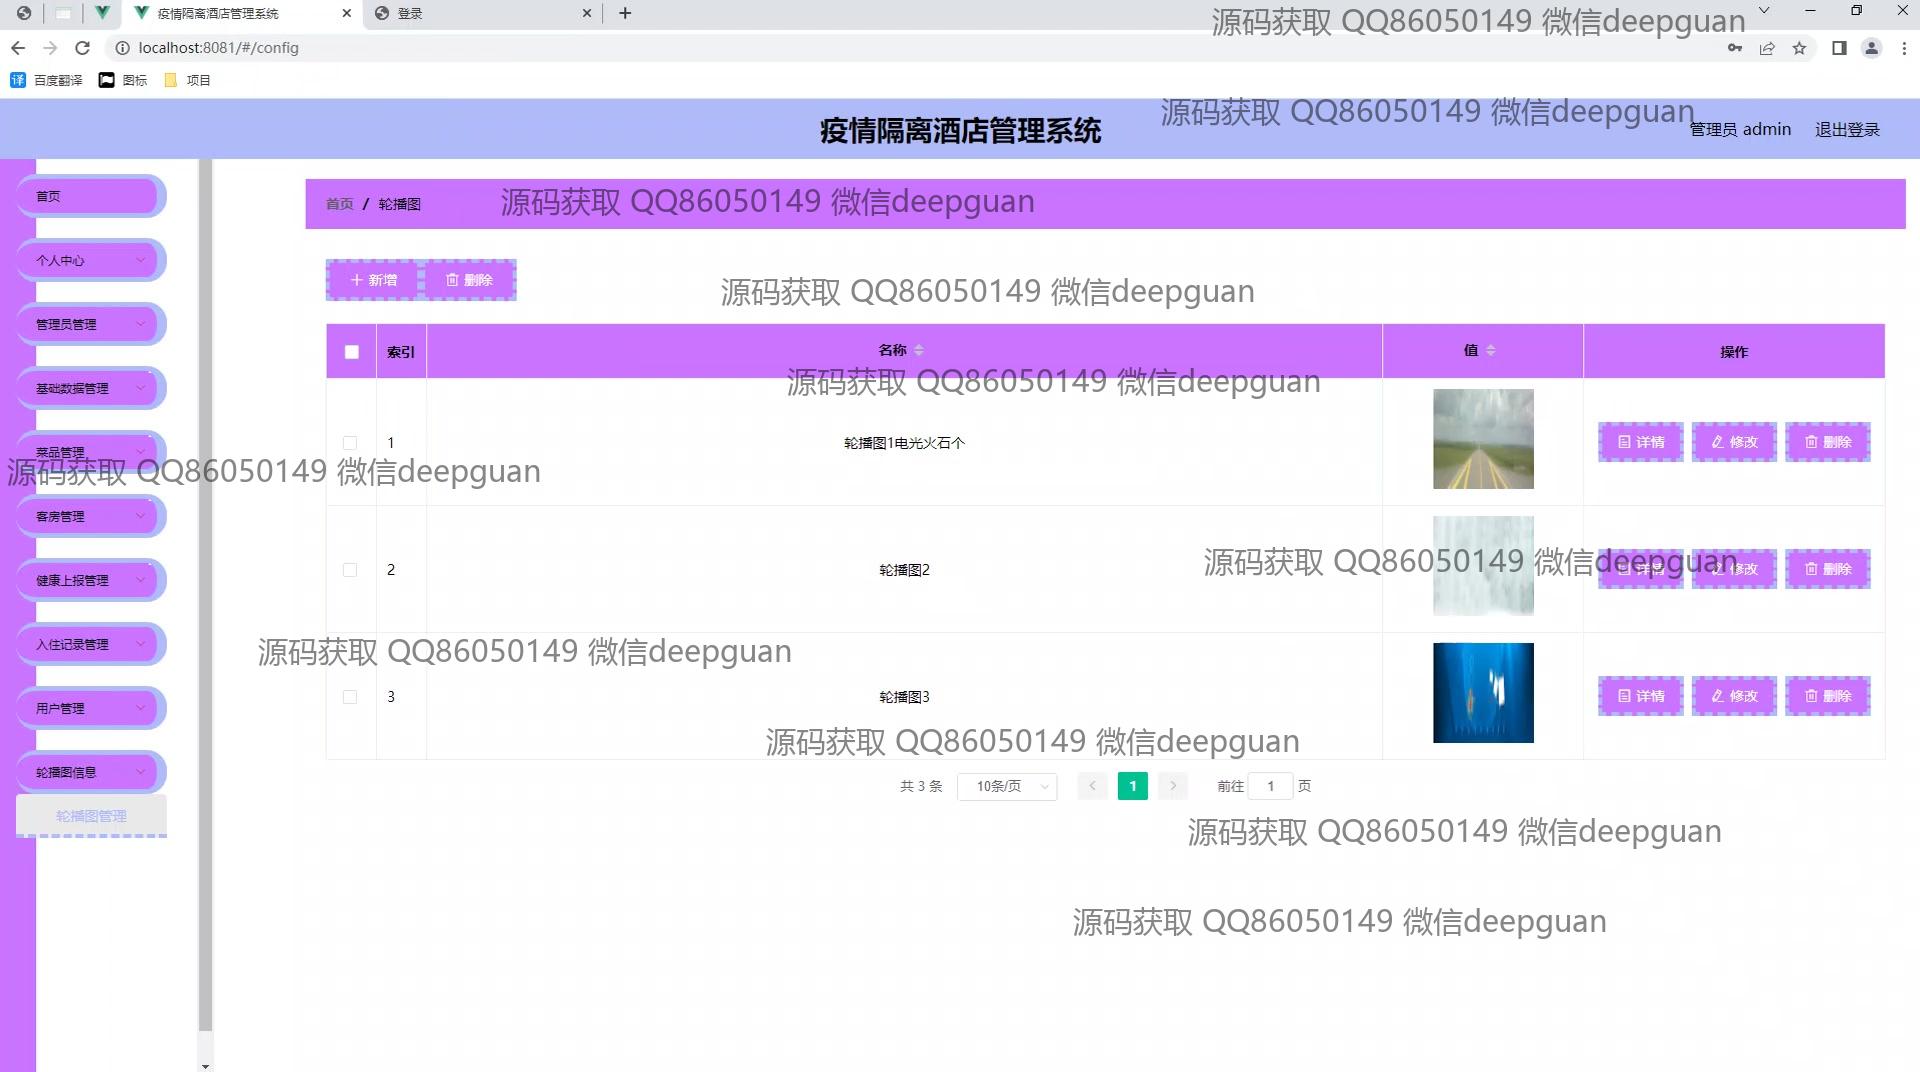 疫情隔离酒店管理系统
登录
源码获取 QQ86050149 微信deepguan
localhost:8081/#/config
百度翻译 图标 项目
源码获取 QQ86050149 微信deepguan
疫情隔离酒店管理系统
管理员 admin 退出登录
首页 / 轮播图
源码获取 QQ86050149 微信deepguan
首页
个人中心
管理员管理
基础数据管理
菜品管理
客房管理
健康上报管理
入住记录管理
用户管理
轮播图信息
轮播图管理
新增 删除
源码获取 QQ86050149 微信deepguan
索引 名称 值 操作
源码获取 QQ86050149 微信deepguan
1 轮播图1电光火石个 详情 修改 删除
源码获取 QQ86050149 微信deepguan
2 轮播图2 详情 修改 删除
源码获取 QQ86050149 微信deepguan
源码获取 QQ86050149 微信deepguan
3 轮播图3 详情 修改 删除
源码获取 QQ86050149 微信deepguan
共 3 条 10条/页 1 前往 1 页
源码获取 QQ86050149 微信deepguan
源码获取 QQ86050149 微信deepguan